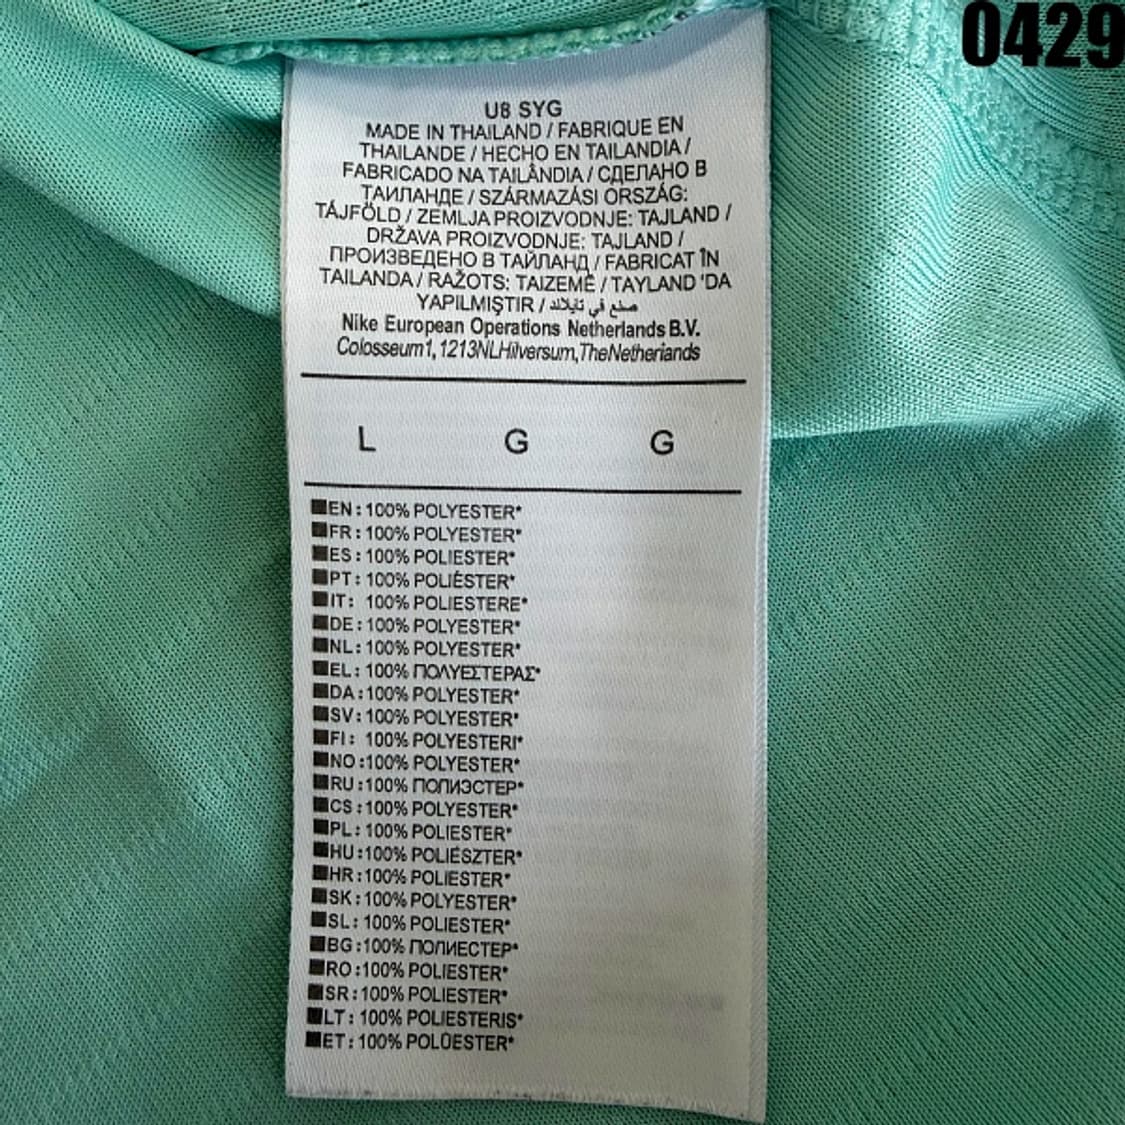 0429
U8 SYG
MADE IN THAILAND / FABRIQUE EN
THAILANDE / HECHO EN TAILANDIA /
FABRICADO NA TAILÂNDIA / СДЕЛАНО В
ТАИЛАНДЕ / SZÁRMAZÁSI ORSZÁG:
TÁJFÖLD / ZEMLJA PROIZVODNJE: TAJLAND /
DRŽAVA PROIZVODNJE: TAJLAND /
ПРОИЗВЕДЕНО В ТАЙЛАНД / FABRICAT ÎN
TAILANDA / RAŽOTS: TAIZEME / TAYLAND 'DA
YAPILMIŞTIR / صنع في تايلاند
Nike European Operations Netherlands B.V.
Colosseum1, 1213NLHilversum,TheNetherlands
L G G
EN: 100% POLYESTER*
FR: 100% POLYESTER*
ES: 100% POLIESTER*
PT: 100% POLIÉSTER*
IT: 100% POLIESTERE*
DE: 100% POLYESTER*
NL: 100% POLYESTER*
EL: 100% ΠΟΛΥΕΣΤΕΡΑΣ*
DA: 100% POLYESTER*
SV: 100% POLYESTER*
FI: 100% POLYESTERI*
NO: 100% POLYESTER*
RU: 100% ПОЛИЭСТЕР*
CS: 100% POLYESTER*
PL: 100% POLIESTER*
HU: 100% POLIÉSZTER*
HR: 100% POLIESTER*
SK: 100% POLYESTER*
SL: 100% POLIESTER*
BG: 100% ПОЛИЕСТЕР*
RO: 100% POLIESTER*
SR: 100% POLIESTER*
LT: 100% POLIESTERIS*
ET: 100% POLÜESTER*